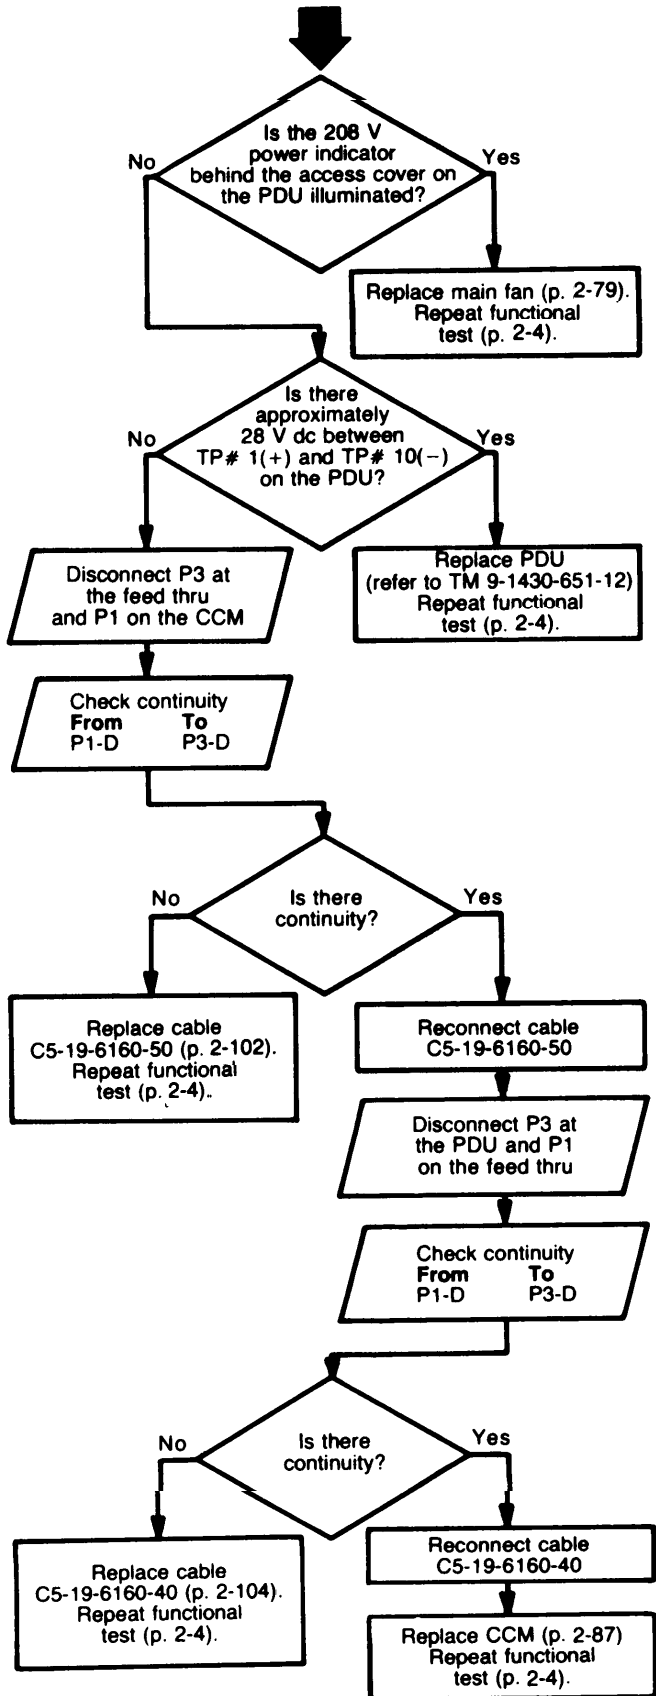 Is the 208 V
power indicator
behind the access cover on
the PDU illuminated?
No
Yes
Replace main fan (p. 2-79).
Repeat functional
test (p. 2-4).
Is there
approximately
28 V dc between
TP# 1(+) and TP# 10(−)
on the PDU?
No
Yes
Disconnect P3 at
the feed thru
and P1 on the CCM
Replace PDU
(refer to TM 9-1430-651-12)
Repeat functional
test (p. 2-4).
Check continuity
From To
P1-D P3-D
Is there
continuity?
No
Yes
Replace cable
C5-19-6160-50 (p. 2-102).
Repeat functional
test (p. 2-4)..
Reconnect cable
C5-19-6160-50
Disconnect P3 at
the PDU and P1
on the feed thru
Check continuity
From To
P1-D P3-D
Is there
continuity?
No
Yes
Replace cable
C5-19-6160-40 (p. 2-104).
Repeat functional
test (p. 2-4).
Reconnect cable
C5-19-6160-40
Replace CCM (p. 2-87)
Repeat functional
test (p. 2-4).